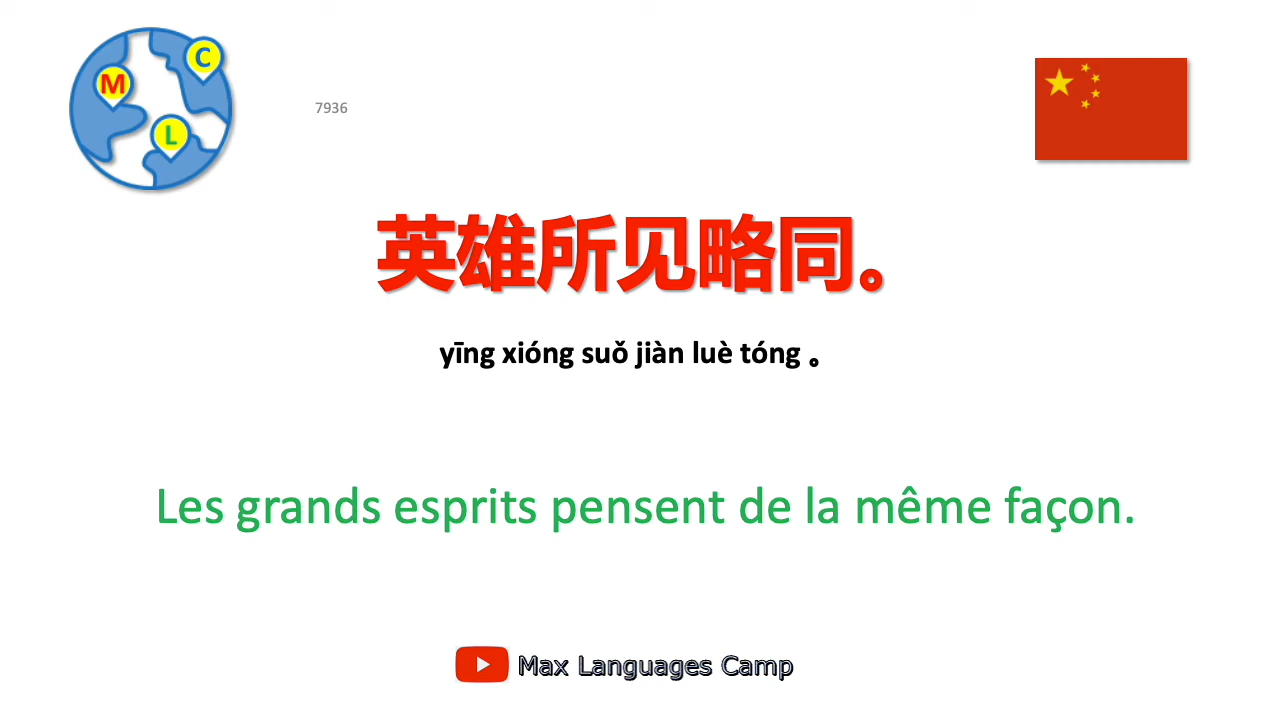 M
C
L
7936
英雄所见略同。
yīng xióng suǒ jiàn luè tóng 。
Les grands esprits pensent de la même façon.
Max Languages Camp